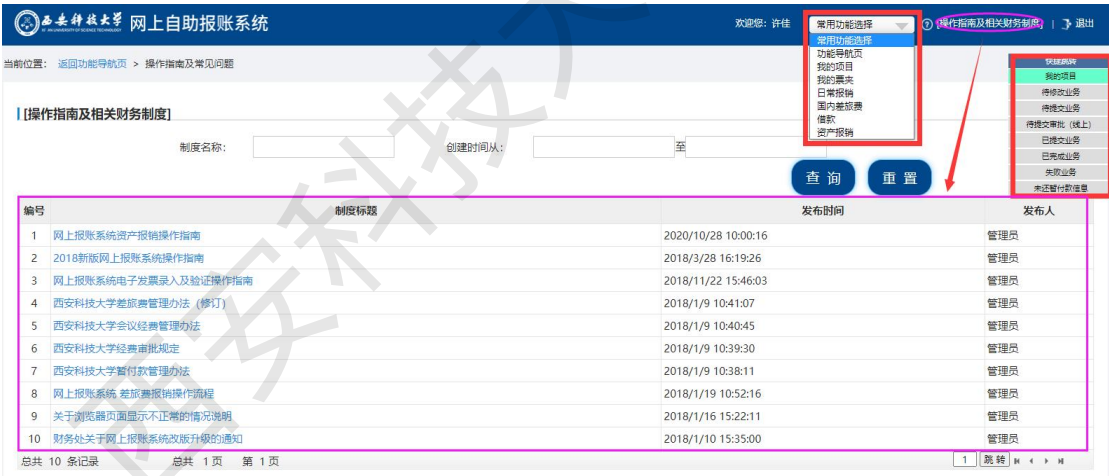 西安科技大学 网上自助报账系统
欢迎您：许佳 常用功能选择 [操作指南及相关财务制度] | 退出
常用功能选择
功能导航页
我的项目
我的票夹
日常报销
国内差旅费
借款
资产报销
当前位置： 返回功能导航页 > 操作指南及常见问题
快捷跳转
我的项目
待修改业务
待提交业务
待提交审批（线上）
已提交业务
已完成业务
失败业务
未还暂付款信息
[操作指南及相关财务制度]
制度名称： 创建时间从： 至
查 询 重 置
编号 制度标题 发布时间 发布人
1 网上报账系统资产报销操作指南 2020/10/28 10:00:16 管理员
2 2018新版网上报账系统操作指南 2018/3/28 16:19:26 管理员
3 网上报账系统电子发票录入及验证操作指南 2018/11/22 15:46:03 管理员
4 西安科技大学差旅费管理办法（修订） 2018/1/9 10:41:07 管理员
5 西安科技大学会议经费管理办法 2018/1/9 10:40:45 管理员
6 西安科技大学经费审批规定 2018/1/9 10:39:30 管理员
7 西安科技大学暂付款管理办法 2018/1/9 10:38:11 管理员
8 网上报账系统 差旅费报销操作流程 2018/1/19 10:52:16 管理员
9 关于浏览器页面显示不正常的情况说明 2018/1/16 15:22:11 管理员
10 财务处关于网上报账系统改版升级的通知 2018/1/10 15:35:00 管理员
总共 10 条记录 总共 1页 第 1页 1 跳 转
西安科技大